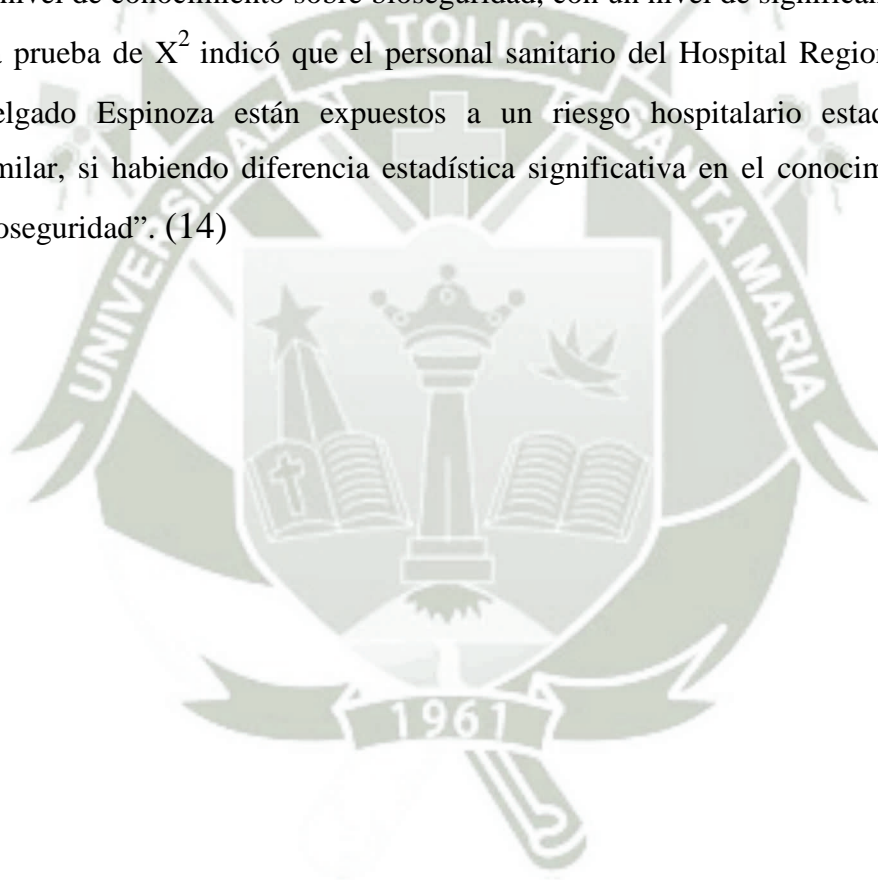 nivel de conocimiento sobre bioseguridad, con un nivel de significan
prueba de X² indicó que el personal sanitario del Hospital Region
elgado Espinoza están expuestos a un riesgo hospitalario estad
milar, si habiendo diferencia estadística significativa en el conocim
oseguridad”. (14)
UNIVERSIDAD CATOLICA SANTA MARIA
1961